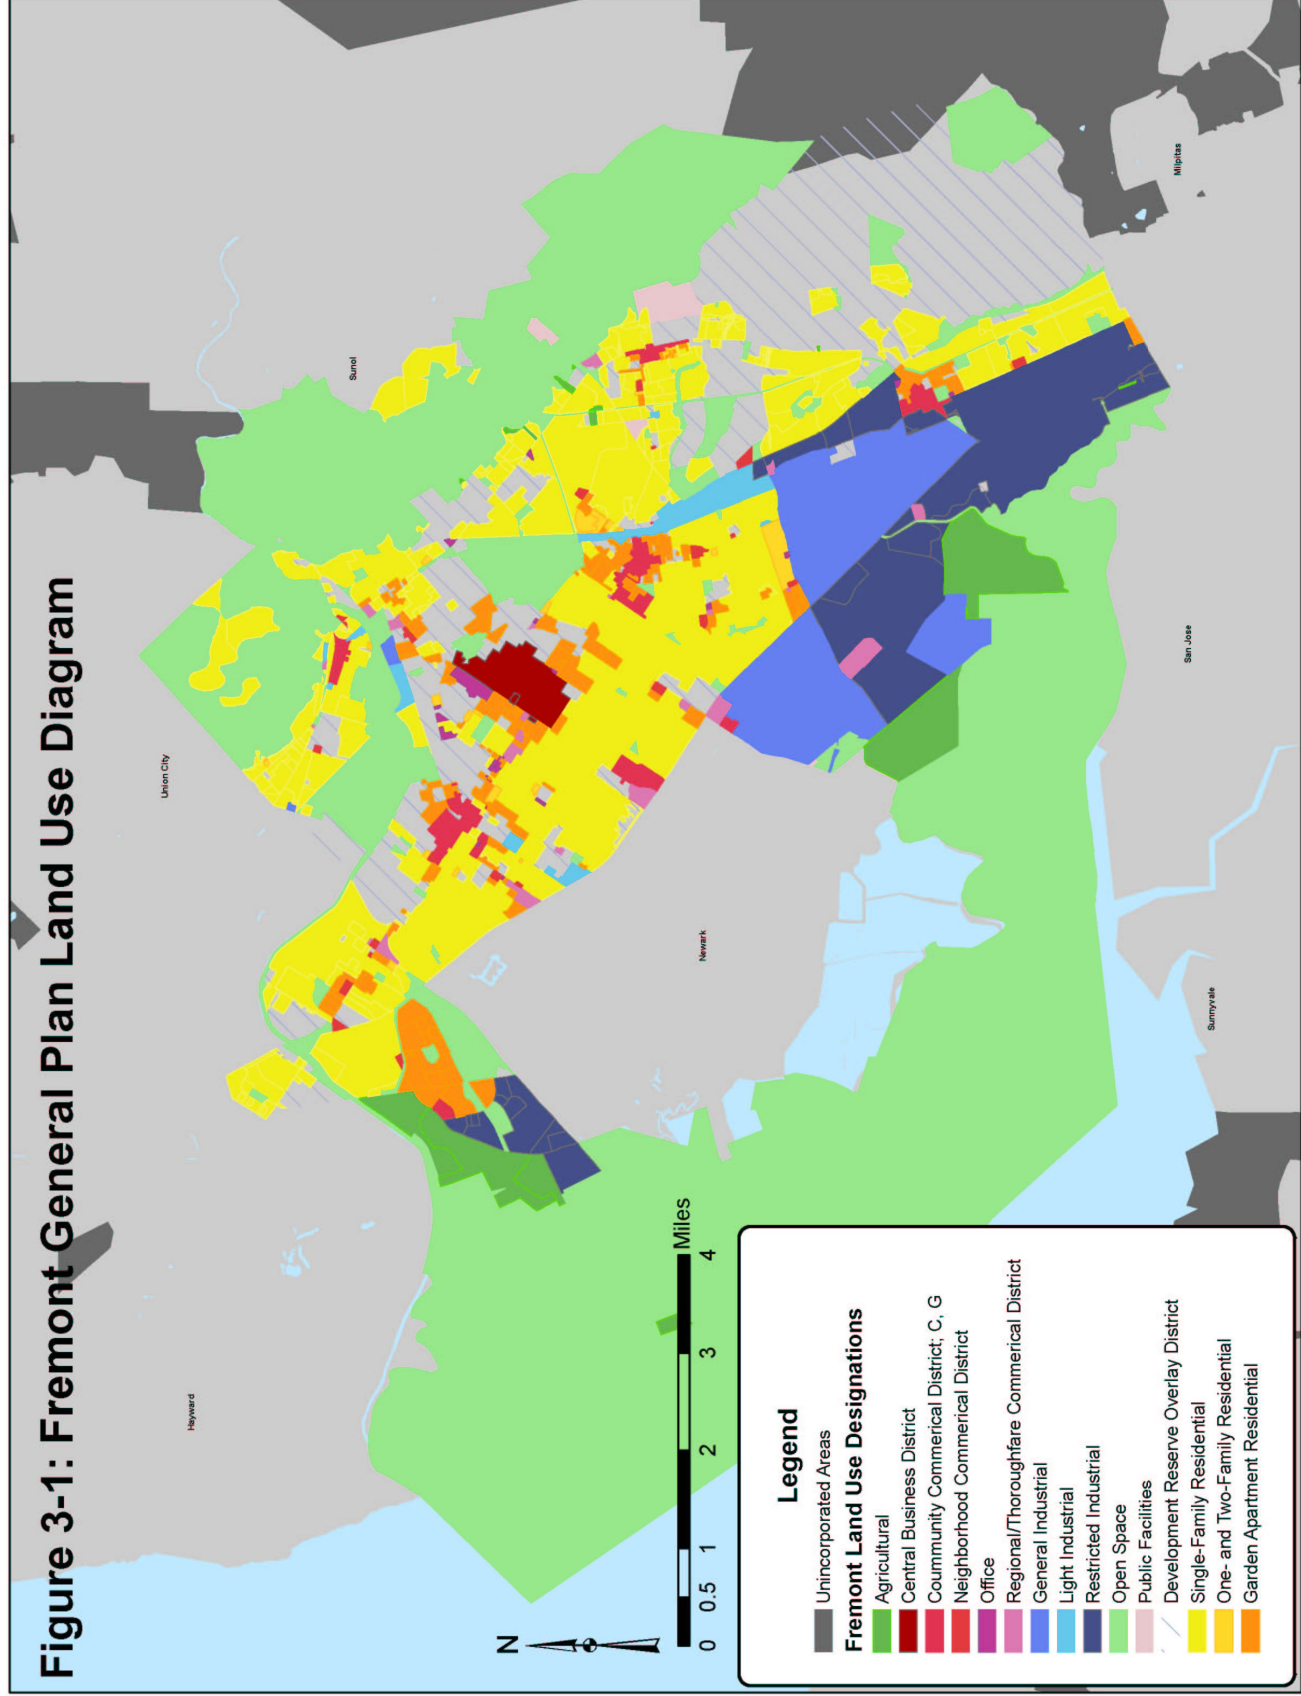 Figure 3-1: Fremont General Plan Land Use Diagram
Hayward
Union City
Sunol
Newark
Sunnyvale
San Jose
Milpitas
N
0 0.5 1 2 3 4
Miles
Legend
Unincorporated Areas
Fremont Land Use Designations
Agricultural
Central Business District
Coummunity Commerical District; C, G
Neighborhood Commerical District
Office
Regional/Thoroughfare Commerical District
General Industrial
Light Industrial
Restricted Industrial
Open Space
Public Facilities
Development Reserve Overlay District
Single-Family Residential
One- and Two-Family Residential
Garden Apartment Residential